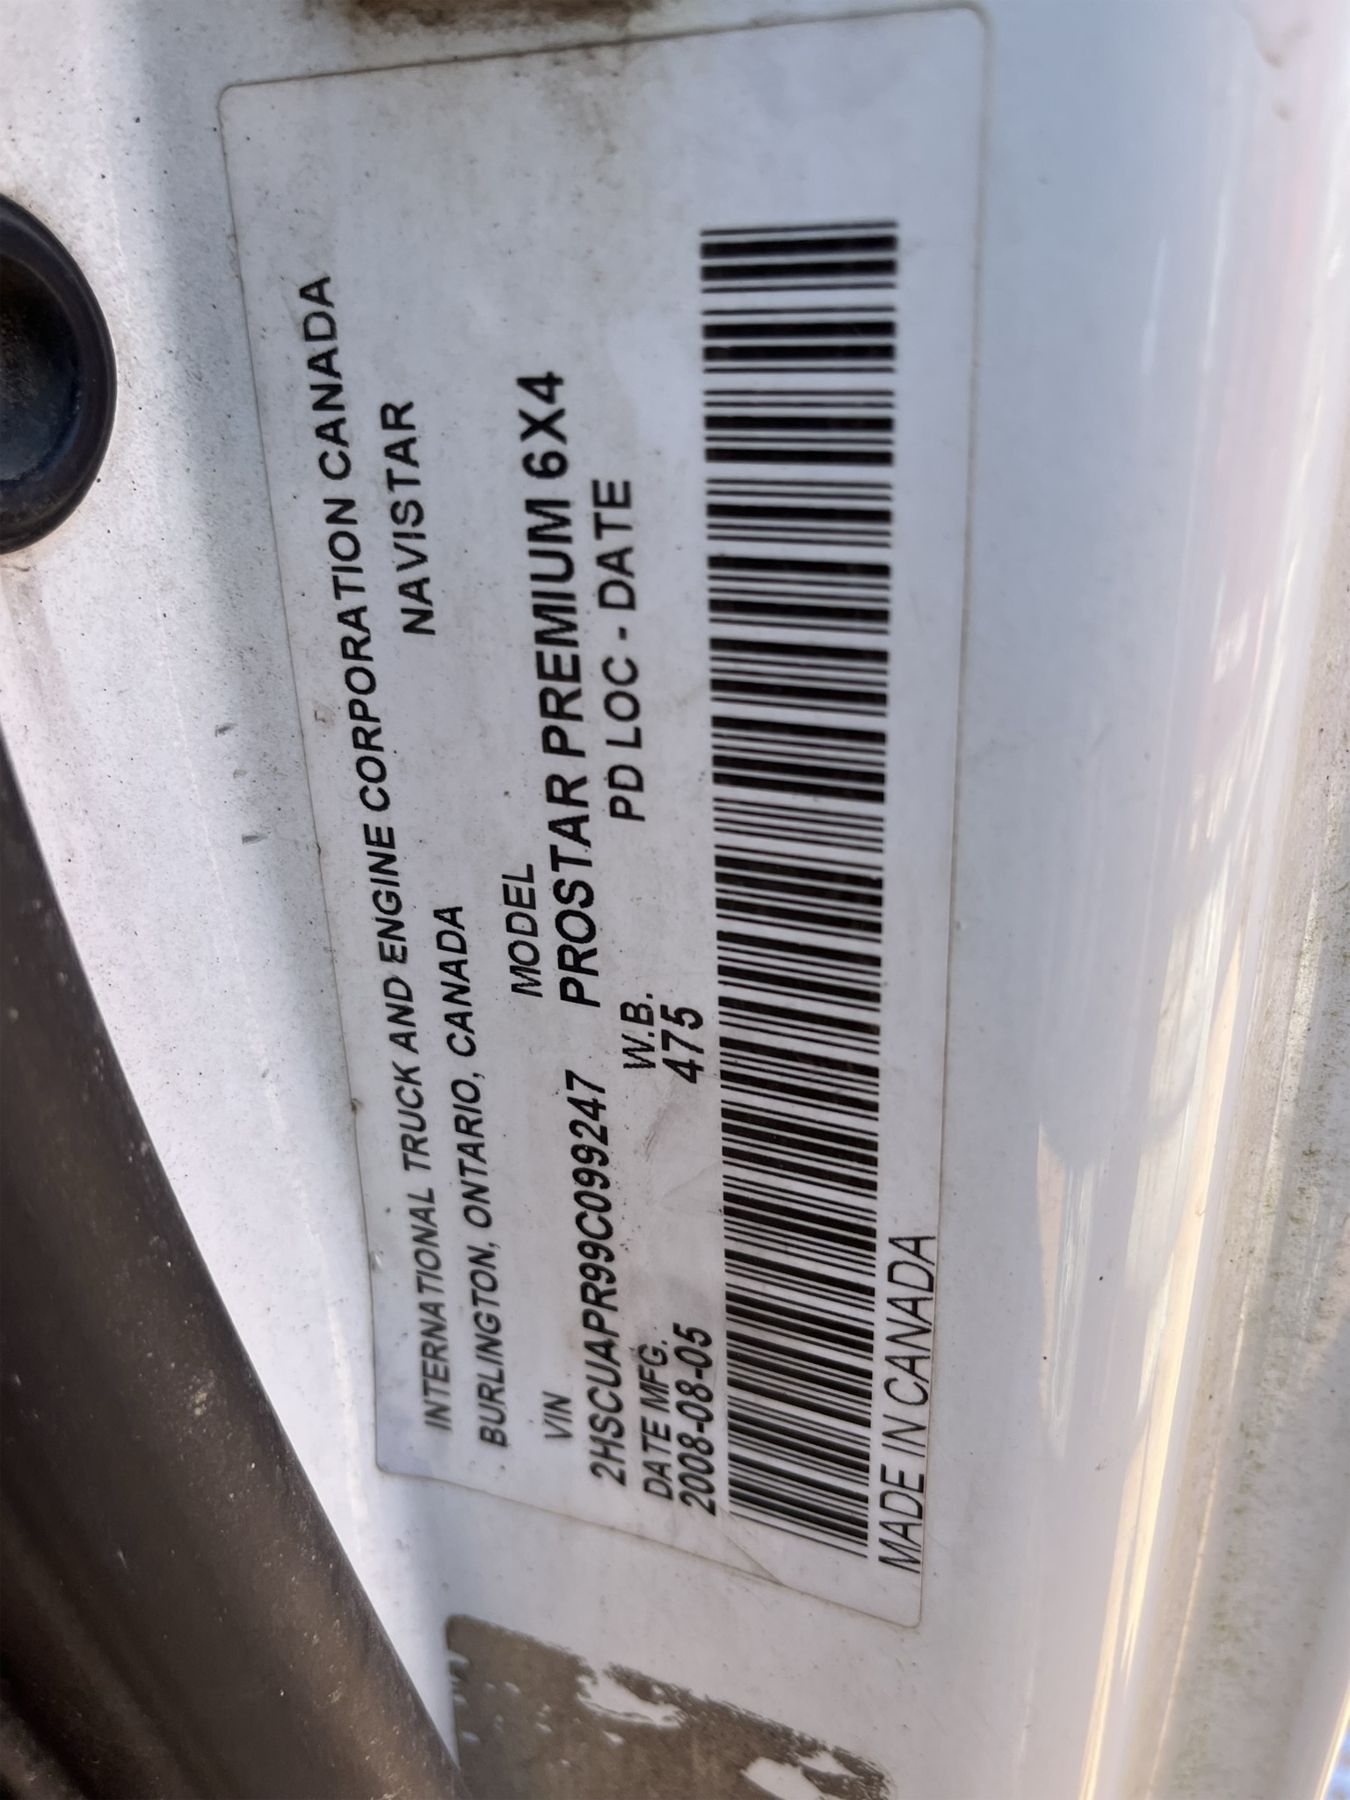 INTERNATIONAL TRUCK AND ENGINE CORPORATION CANADA
BURLINGTON, ONTARIO, CANADA NAVISTAR
VIN MODEL
2HSCUAPR99C099247 PROSTAR PREMIUM 6X4
DATE MFG. W.B. PD LOC - DATE
2008-08-05 475
MADE IN CANADA